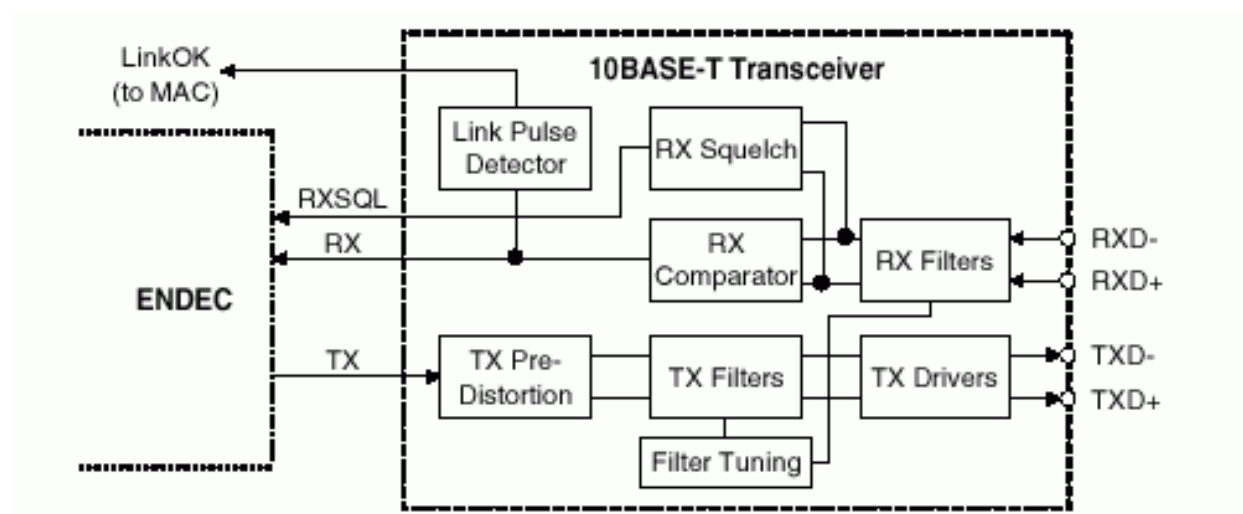 LinkOK
(to MAC)
10BASE-T Transceiver
Link Pulse
Detector
RX Squelch
RXSQL
RX
RX
Comparator
RX Filters
RXD-
RXD+
ENDEC
TX
TX Pre-
Distortion
TX Filters
TX Drivers
TXD-
TXD+
Filter Tuning